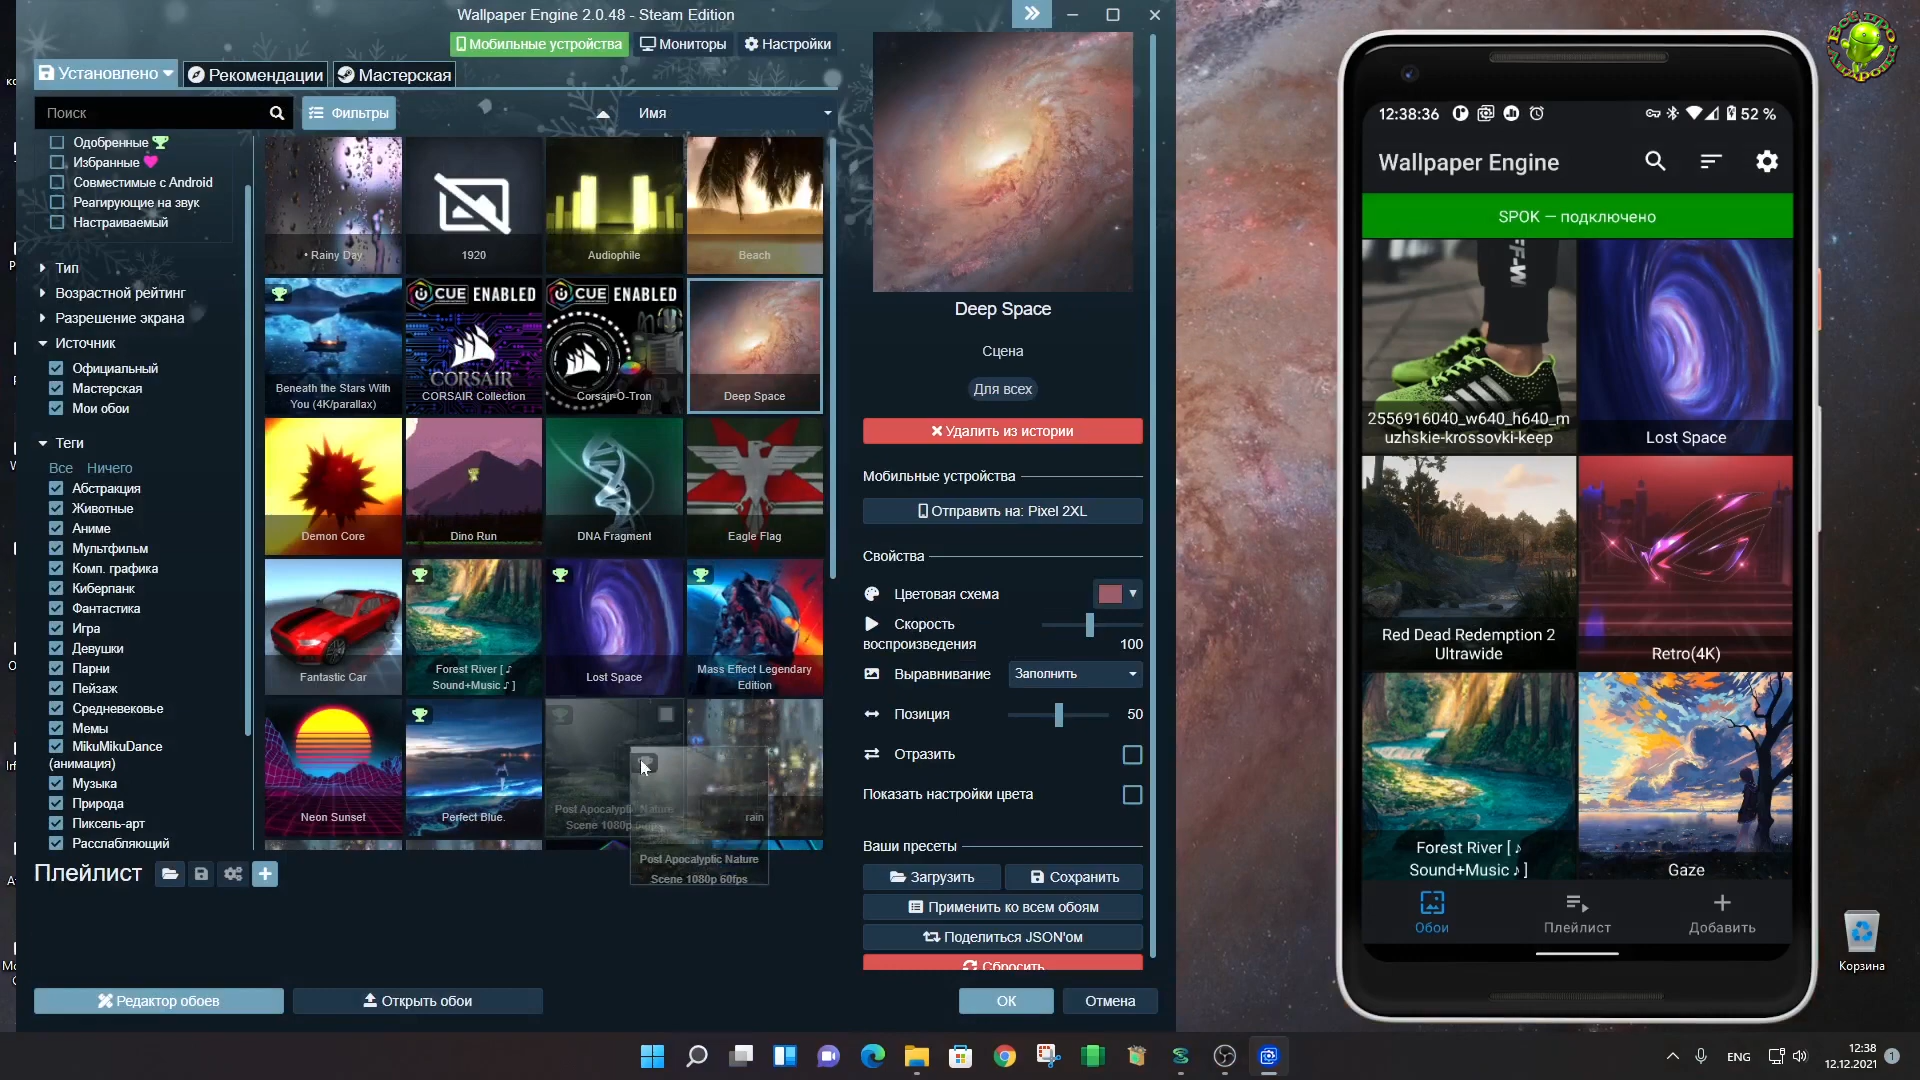 Wallpaper Engine 2.0.48 - Steam Edition
Мобильные устройства
Мониторы
Настройки
Установлено
Рекомендации
Мастерская
Поиск
Фильтры
Имя
Одобренные
Избранные
Совместимые с Android
Реагирующие на звук
Настраиваемый
Тип
Возрастной рейтинг
Разрешение экрана
Источник
Официальный
Мастерская
Мои обои
Теги
Все Ничего
Абстракция
Животные
Аниме
Мультфильм
Комп. графика
Киберпанк
Фантастика
Игра
Девушки
Парни
Пейзаж
Средневековье
Мемы
MikuMikuDance
(анимация)
Музыка
Природа
Пиксель-арт
Расслабляющий
• Rainy Day
1920
Audiophile
Beach
Beneath the Stars With
You (4K/parallax)
CUE ENABLED
CORSAIR
CORSAIR Collection
CUE ENABLED
Corsair-O-Tron
Deep Space
Demon Core
Dino Run
DNA Fragment
Eagle Flag
Fantastic Car
Forest River [ ♪
Sound+Music ♪ ]
Lost Space
Mass Effect Legendary
Edition
Neon Sunset
Perfect Blue.
Post Apocalyptic Nature
Scene 1080p
rain
Post Apocalyptic Nature
Scene 1080p 60fps
Плейлист
Редактор обоев
Открыть обои
Deep Space
Сцена
Для всех
Удалить из истории
Мобильные устройства
Отправить на: Pixel 2XL
Свойства
Цветовая схема
Скорость
воспроизведения
100
Выравнивание
Заполнить
Позиция
50
Отразить
Показать настройки цвета
Ваши пресеты
Загрузить
Сохранить
Применить ко всем обоям
Поделиться JSON'ом
Сбросить
ОК
Отмена
12:38:36
52 %
Wallpaper Engine
SPOK — подключено
2556916040_w640_h640_m
uzhskie-krossovki-keep
Lost Space
Red Dead Redemption 2
Ultrawide
Retro(4K)
Forest River [ ♪
Sound+Music ♪ ]
Gaze
Обои
Плейлист
Добавить
Корзина
ENG
12:38
12.12.2021
1